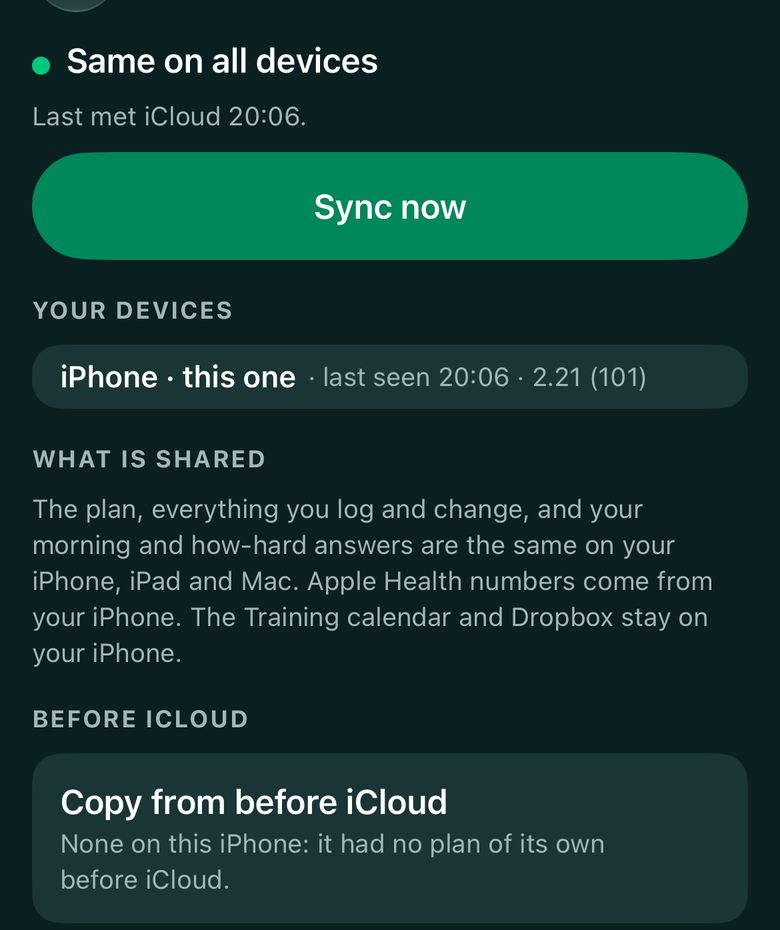 Same on all devices
Last met iCloud 20:06.
Sync now
YOUR DEVICES
iPhone · this one · last seen 20:06 · 2.21 (101)
WHAT IS SHARED
The plan, everything you log and change, and your
morning and how-hard answers are the same on your
iPhone, iPad and Mac. Apple Health numbers come from
your iPhone. The Training calendar and Dropbox stay on
your iPhone.
BEFORE ICLOUD
Copy from before iCloud
None on this iPhone: it had no plan of its own
before iCloud.